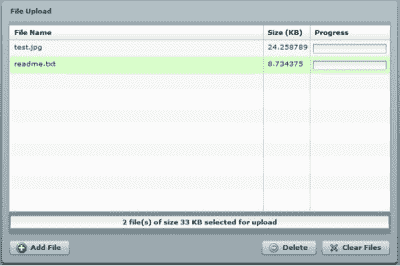 File Upload
File Name Size (KB) Progress
test.jpg 24.258789
readme.txt 8.734375
2 file(s) of size 33 KB selected for upload
Add File Delete Clear Files